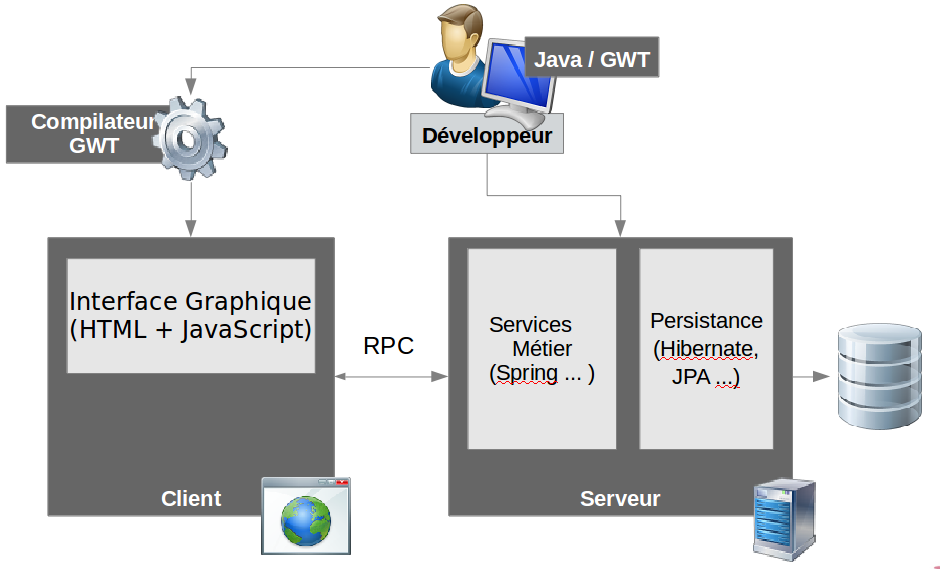 Java / GWT
Développeur
Compilateur
GWT
Interface Graphique
(HTML + JavaScript)
RPC
Services
Métier
(Spring ... )
Persistance
(Hibernate,
JPA ...)
Client
Serveur